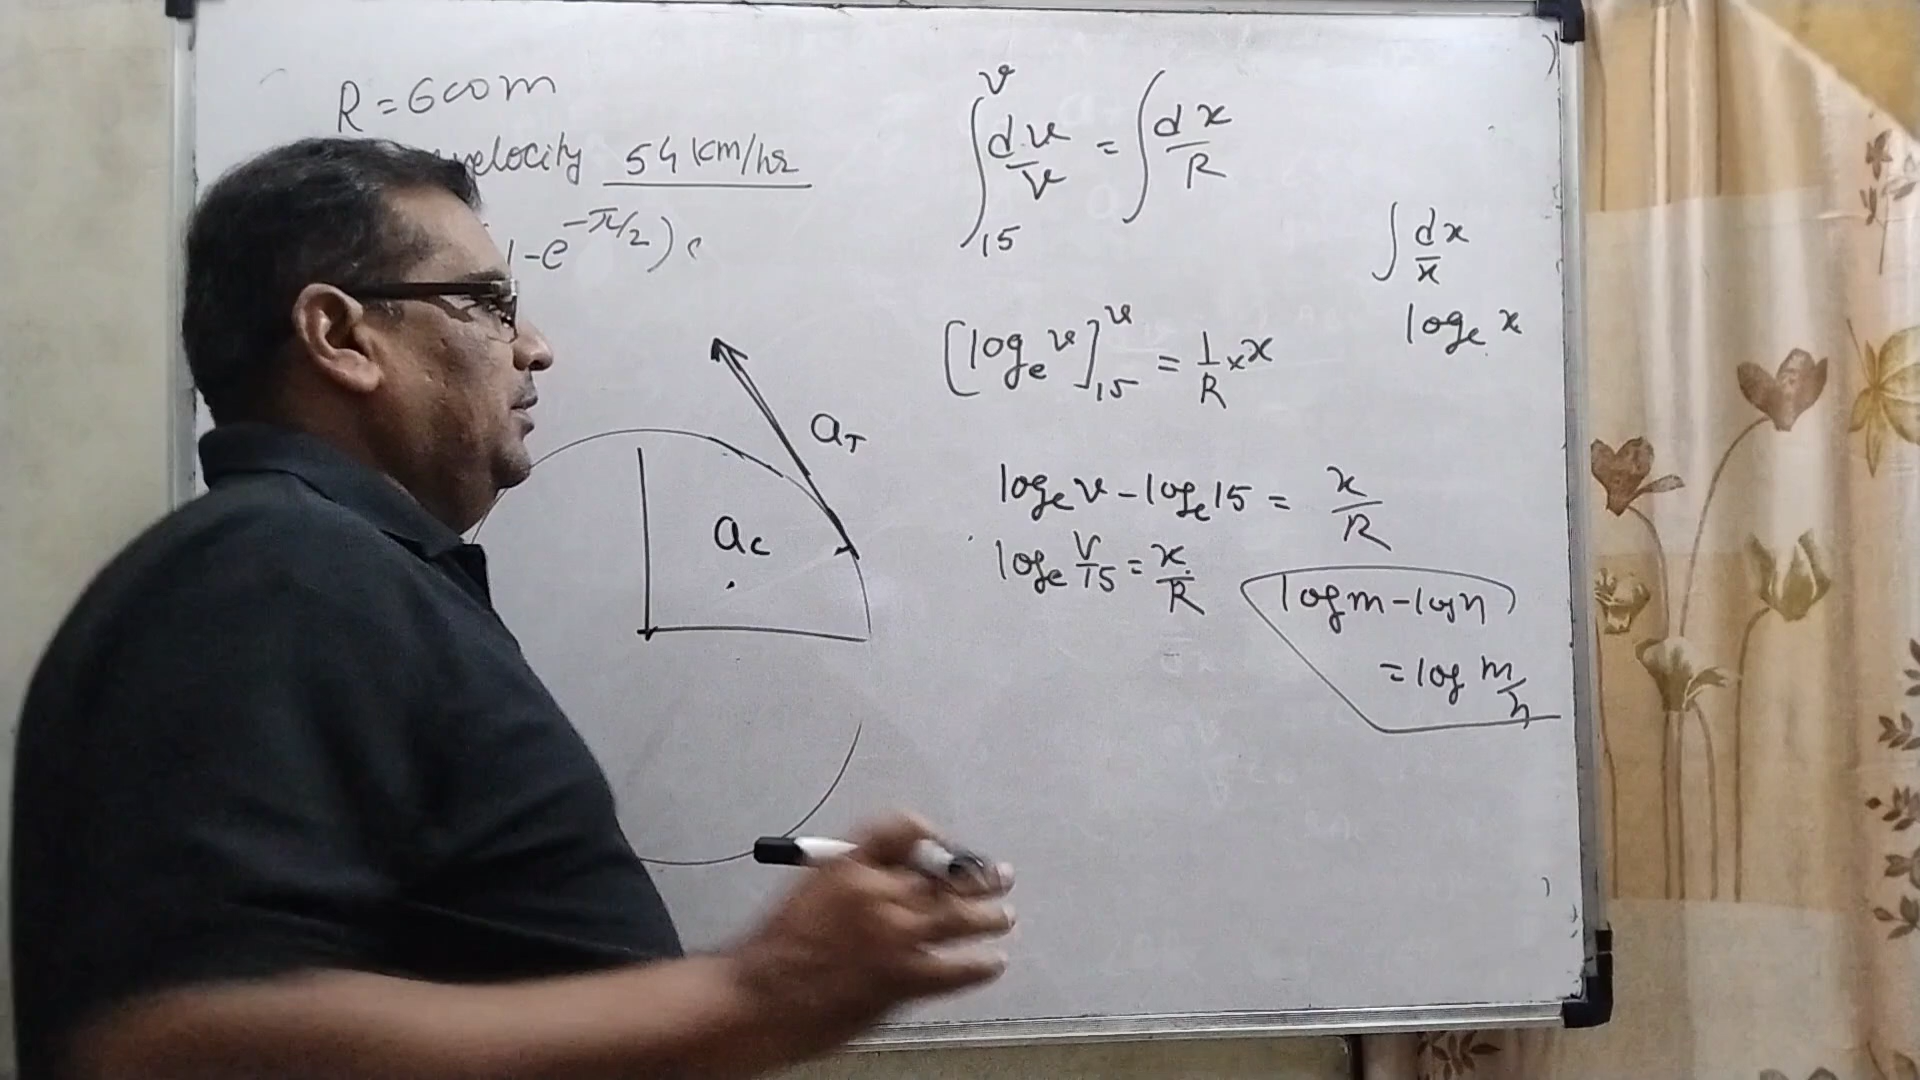 R = 600m
velocity 54 km/hr
1-e^{-π/2})
a_T
a_c
∫_{15}^{v} dv/v = ∫ dx/R
[log_e v]_{15}^{v} = 1/R × x
log_e v - log_e 15 = x/R
log_e v/15 = x/R
∫ dx/x
log_e x
log m - log n
= log m/n